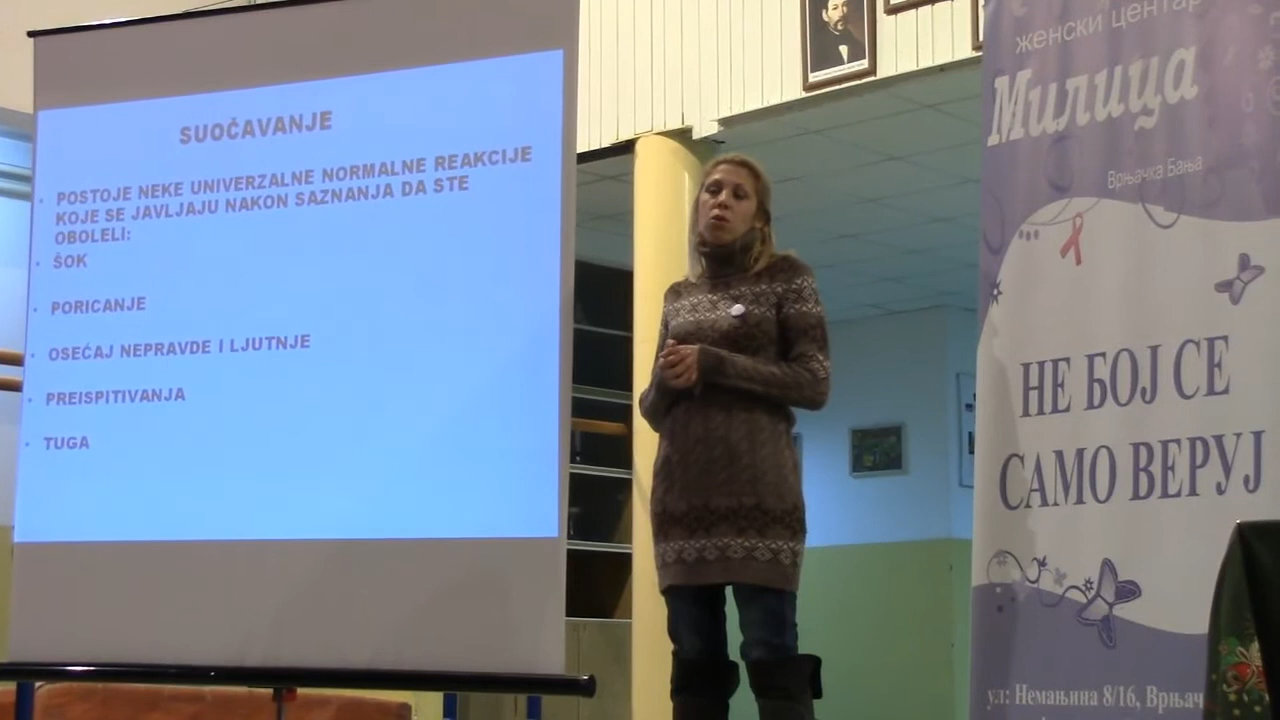 SUOČAVANJE
POSTOJE NEKE UNIVERZALNE NORMALNE REAKCIJE
KOJE SE JAVLJAJU NAKON SAZNANJA DA STE
OBOLELI:
ŠOK
PORICANJE
OSEĆAJ NEPRAVDE I LJUTNJE
PREISPITIVANJA
TUGA
женски центар
Милица
Врњачка Бања
НЕ БОЈ СЕ
САМО ВЕРУЈ
ул: Немањина 8/16, Врњач